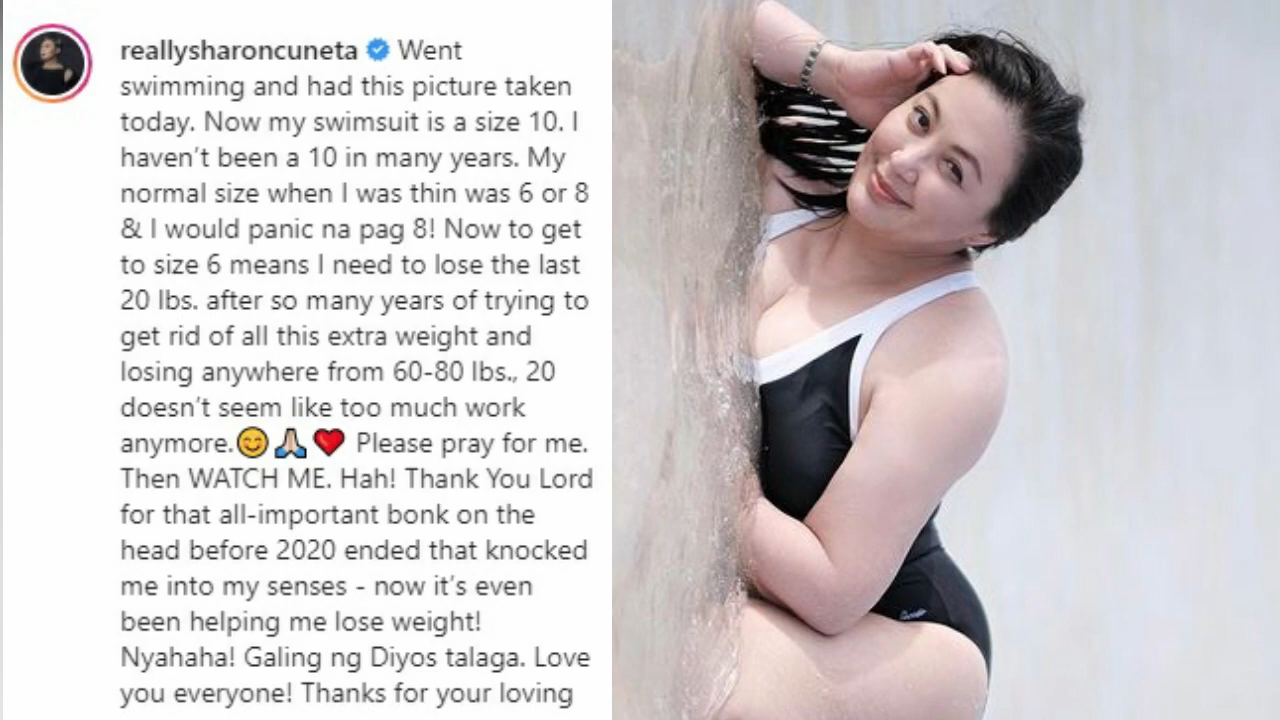 reallysharoncuneta Went
swimming and had this picture taken
today. Now my swimsuit is a size 10. I
haven't been a 10 in many years. My
normal size when I was thin was 6 or 8
& I would panic na pag 8! Now to get
to size 6 means I need to lose the last
20 lbs. after so many years of trying to
get rid of all this extra weight and
losing anywhere from 60-80 lbs., 20
doesn't seem like too much work
anymore.😊🙏🏻❤️ Please pray for me.
Then WATCH ME. Hah! Thank You Lord
for that all-important bonk on the
head before 2020 ended that knocked
me into my senses - now it's even
been helping me lose weight!
Nyahaha! Galing ng Diyos talaga. Love
you everyone! Thanks for your loving